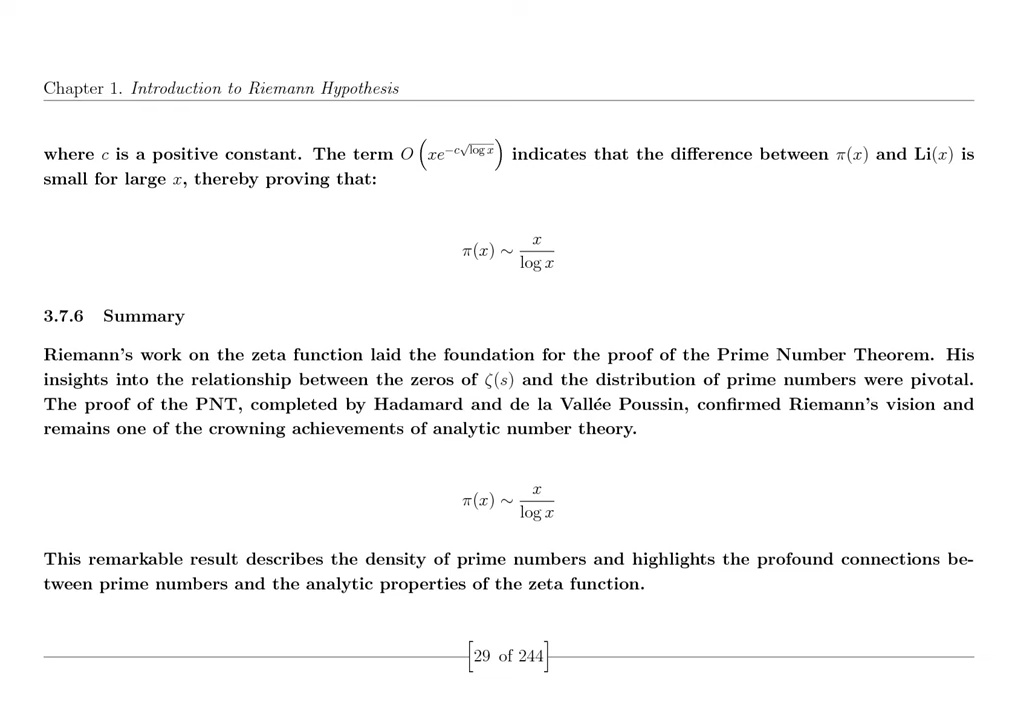 Chapter 1. Introduction to Riemann Hypothesis
where c is a positive constant. The term O(xe^{-c√log x}) indicates that the difference between π(x) and Li(x) is
small for large x, thereby proving that:
π(x) ∼ x / log x
3.7.6 Summary
Riemann's work on the zeta function laid the foundation for the proof of the Prime Number Theorem. His
insights into the relationship between the zeros of ζ(s) and the distribution of prime numbers were pivotal.
The proof of the PNT, completed by Hadamard and de la Vallée Poussin, confirmed Riemann's vision and
remains one of the crowning achievements of analytic number theory.
π(x) ∼ x / log x
This remarkable result describes the density of prime numbers and highlights the profound connections be-
tween prime numbers and the analytic properties of the zeta function.
[29 of 244]